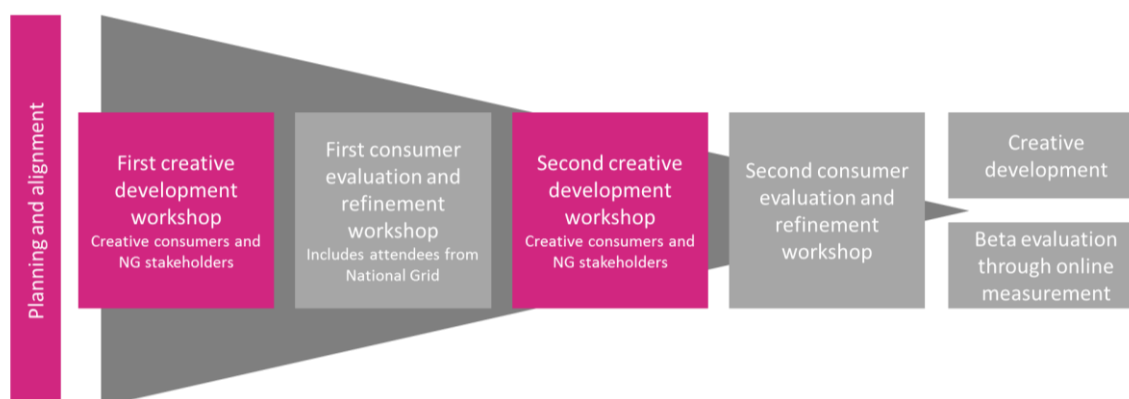 Planning and alignment
First creative
development
workshop
Creative consumers and
NG stakeholders
First consumer
evaluation and
refinement
workshop
Includes attendees from
National Grid
Second creative
development
workshop
Creative consumers and
NG stakeholders
Second consumer
evaluation and
refinement
workshop
Creative
development
Beta evaluation
through online
measurement